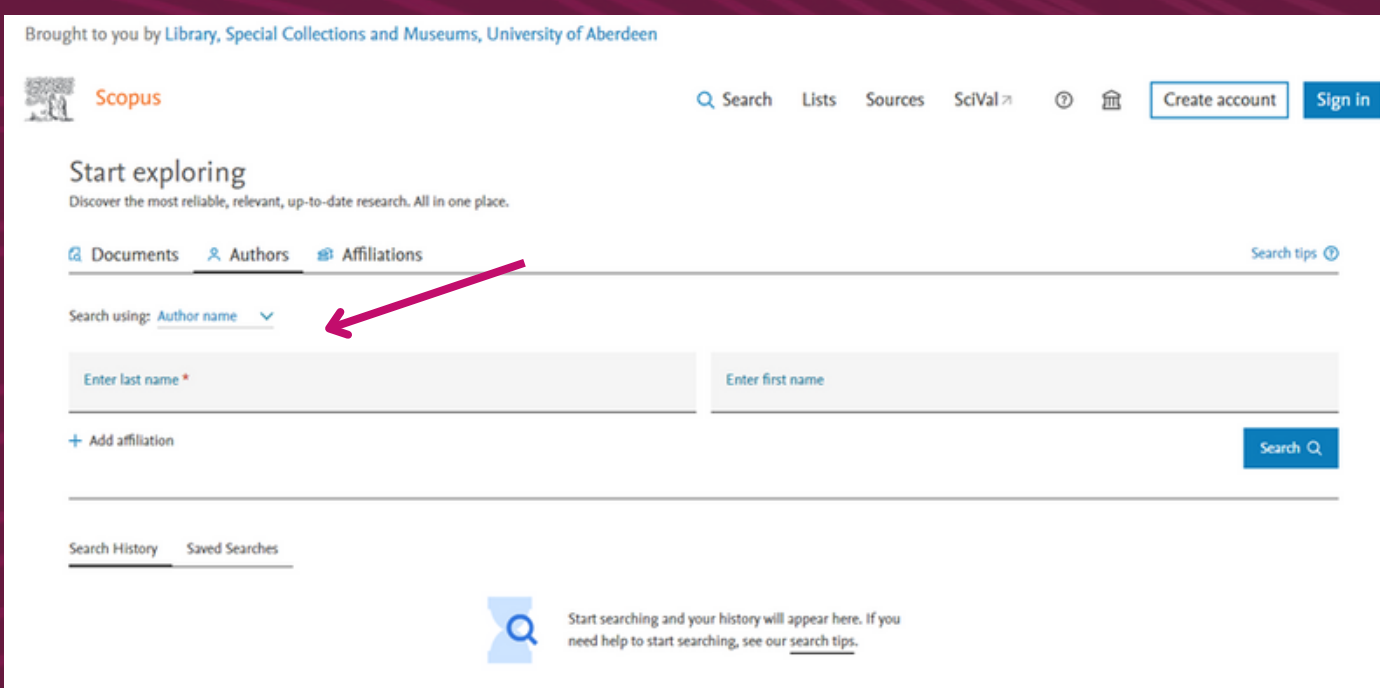 Brought to you by Library, Special Collections and Museums, University of Aberdeen
Scopus
Search Lists Sources SciVal Create account Sign in
Start exploring
Discover the most reliable, relevant, up-to-date research. All in one place.
Documents Authors Affiliations Search tips
Search using: Author name
Enter last name * Enter first name
+ Add affiliation
Search
Search History Saved Searches
Start searching and your history will appear here. If you
need help to start searching, see our search tips.